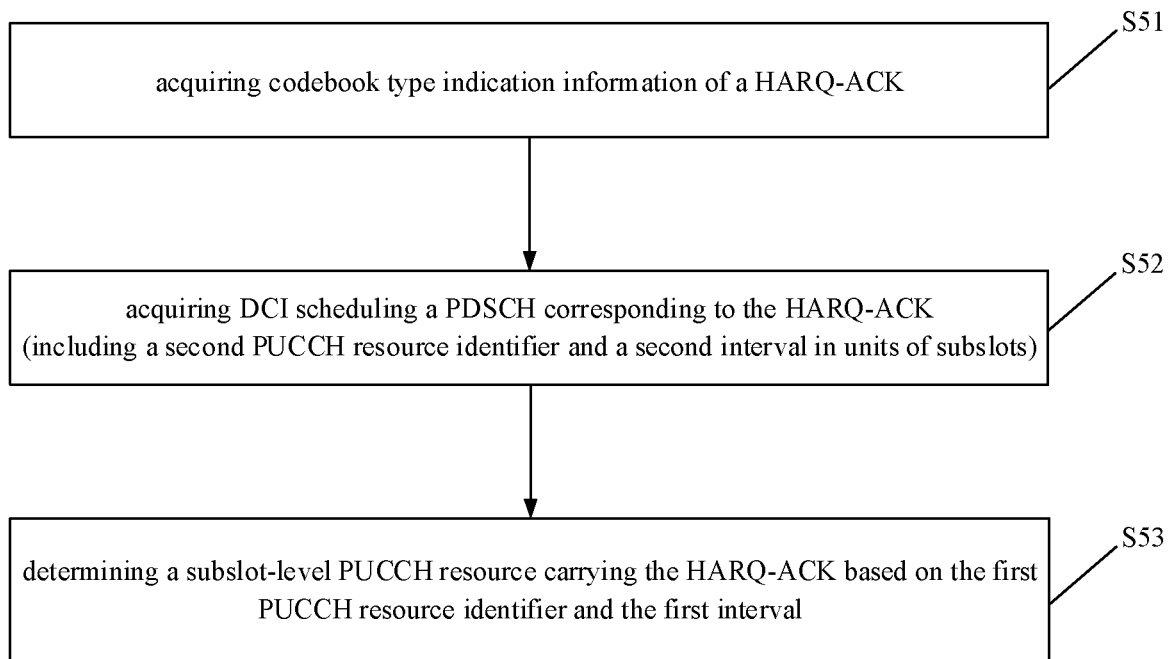 S51
acquiring codebook type indication information of a HARQ-ACK
S52
acquiring DCI scheduling a PDSCH corresponding to the HARQ-ACK
(including a second PUCCH resource identifier and a second interval in units of subslots)
S53
determining a subslot-level PUCCH resource carrying the HARQ-ACK based on the first
PUCCH resource identifier and the first interval